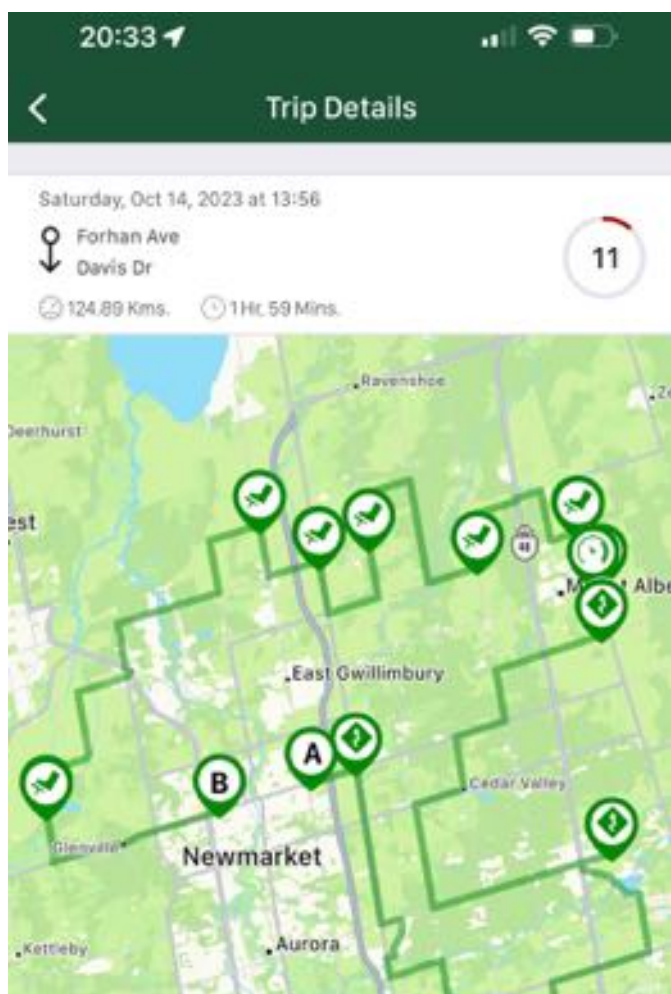 20:33
Trip Details
Saturday, Oct 14, 2023 at 13:56
Forhan Ave
Davis Dr
11
124.89 Kms.
1 Hr. 59 Mins.
Ravenshoe
Deerhurst
est
48
East Gwillimbury
A
B
Cedar Valley
Glenville
Newmarket
Kettleby
Aurora